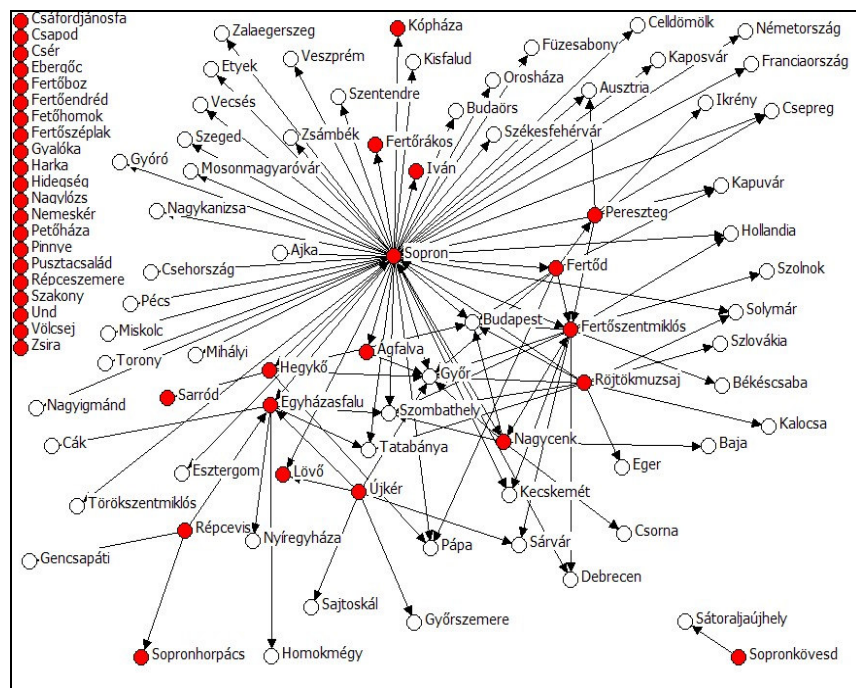 Csáfordjánosfa
Csapod
Csér
Ebergőc
Fertőboz
Fertőendréd
Fetőhomok
Fertőszéplak
Gyalóka
Harka
Hidegség
Nagylózs
Nemeskér
Petőháza
Pinnye
Pusztacsalád
Répceszemere
Szakony
Und
Völcsej
Zsira
Zalaegerszeg
Kópháza
Celldömölk
Németország
Veszprém
Kisfalud
Füzesabony
Etyek
Orosháza
Kaposvár
Franciaország
Vecsés
Szentendre
Budaörs
Ausztria
Ikrény
Csepreg
Szeged
Zsámbék
Fertőrákos
Székesfehérvár
Gyóró
Mosonmagyaróvár
Iván
Kapuvár
Nagykanizsa
Pereszteg
Hollandia
Ajka
Sopron
Fertőd
Csehország
Szolnok
Pécs
Budapest
Fertőszentmiklós
Solymár
Miskolc
Mihályi
Agfalva
Szlovákia
Torony
Hegykő
Győr
Röjtökmuzsaj
Békéscsaba
Sarród
Nagyigmánd
Egyházasfalu
Szombathely
Kalocsa
Cák
Tatabánya
Nagycenk
Baja
Esztergom
Lövő
Újkér
Eger
Törökszentmiklós
Kecskemét
Répcevis
Nyíregyháza
Csorna
Gencsapáti
Pápa
Sárvár
Debrecen
Sajtoskál
Győrszemere
Sátoraljaújhely
Sopronhorpács
Homokmégy
Sopronkövesd